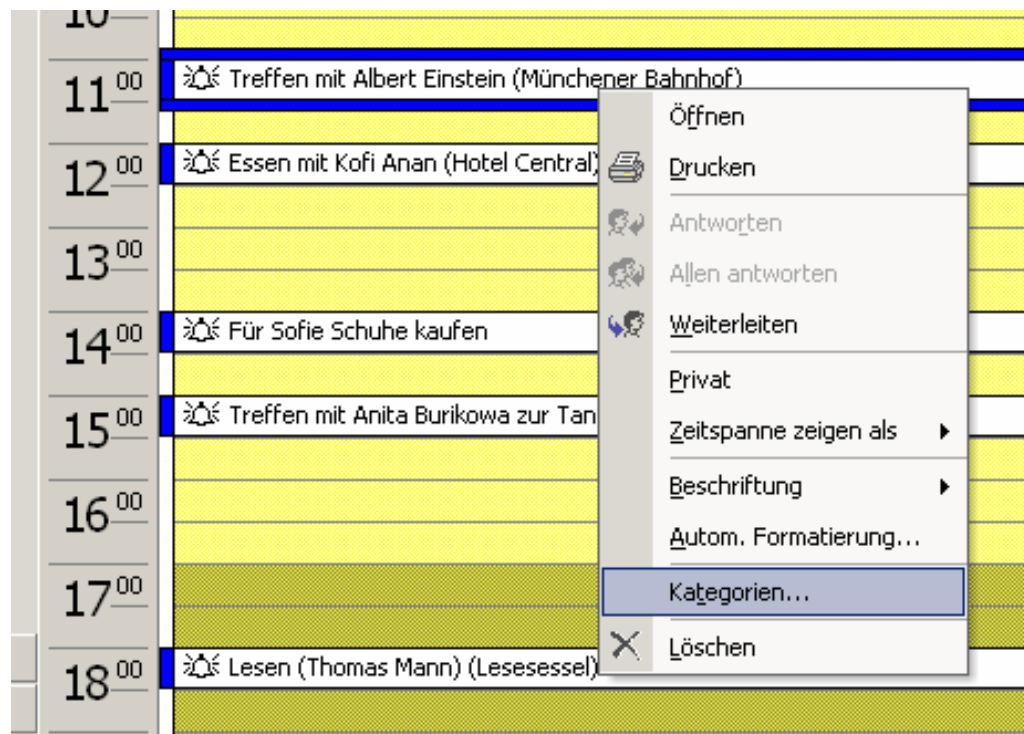 10
11 00 Treffen mit Albert Einstein (Münchener Bahnhof)
Öffnen
12 00 Essen mit Kofi Anan (Hotel Central)
Drucken
Antworten
13 00
Allen antworten
14 00 Für Sofie Schuhe kaufen
Weiterleiten
Privat
15 00 Treffen mit Anita Burikowa zur Tan
Zeitspanne zeigen als
Beschriftung
16 00
Autom. Formatierung...
17 00
Kategorien...
18 00 Lesen (Thomas Mann) (Lesesessel)
Löschen